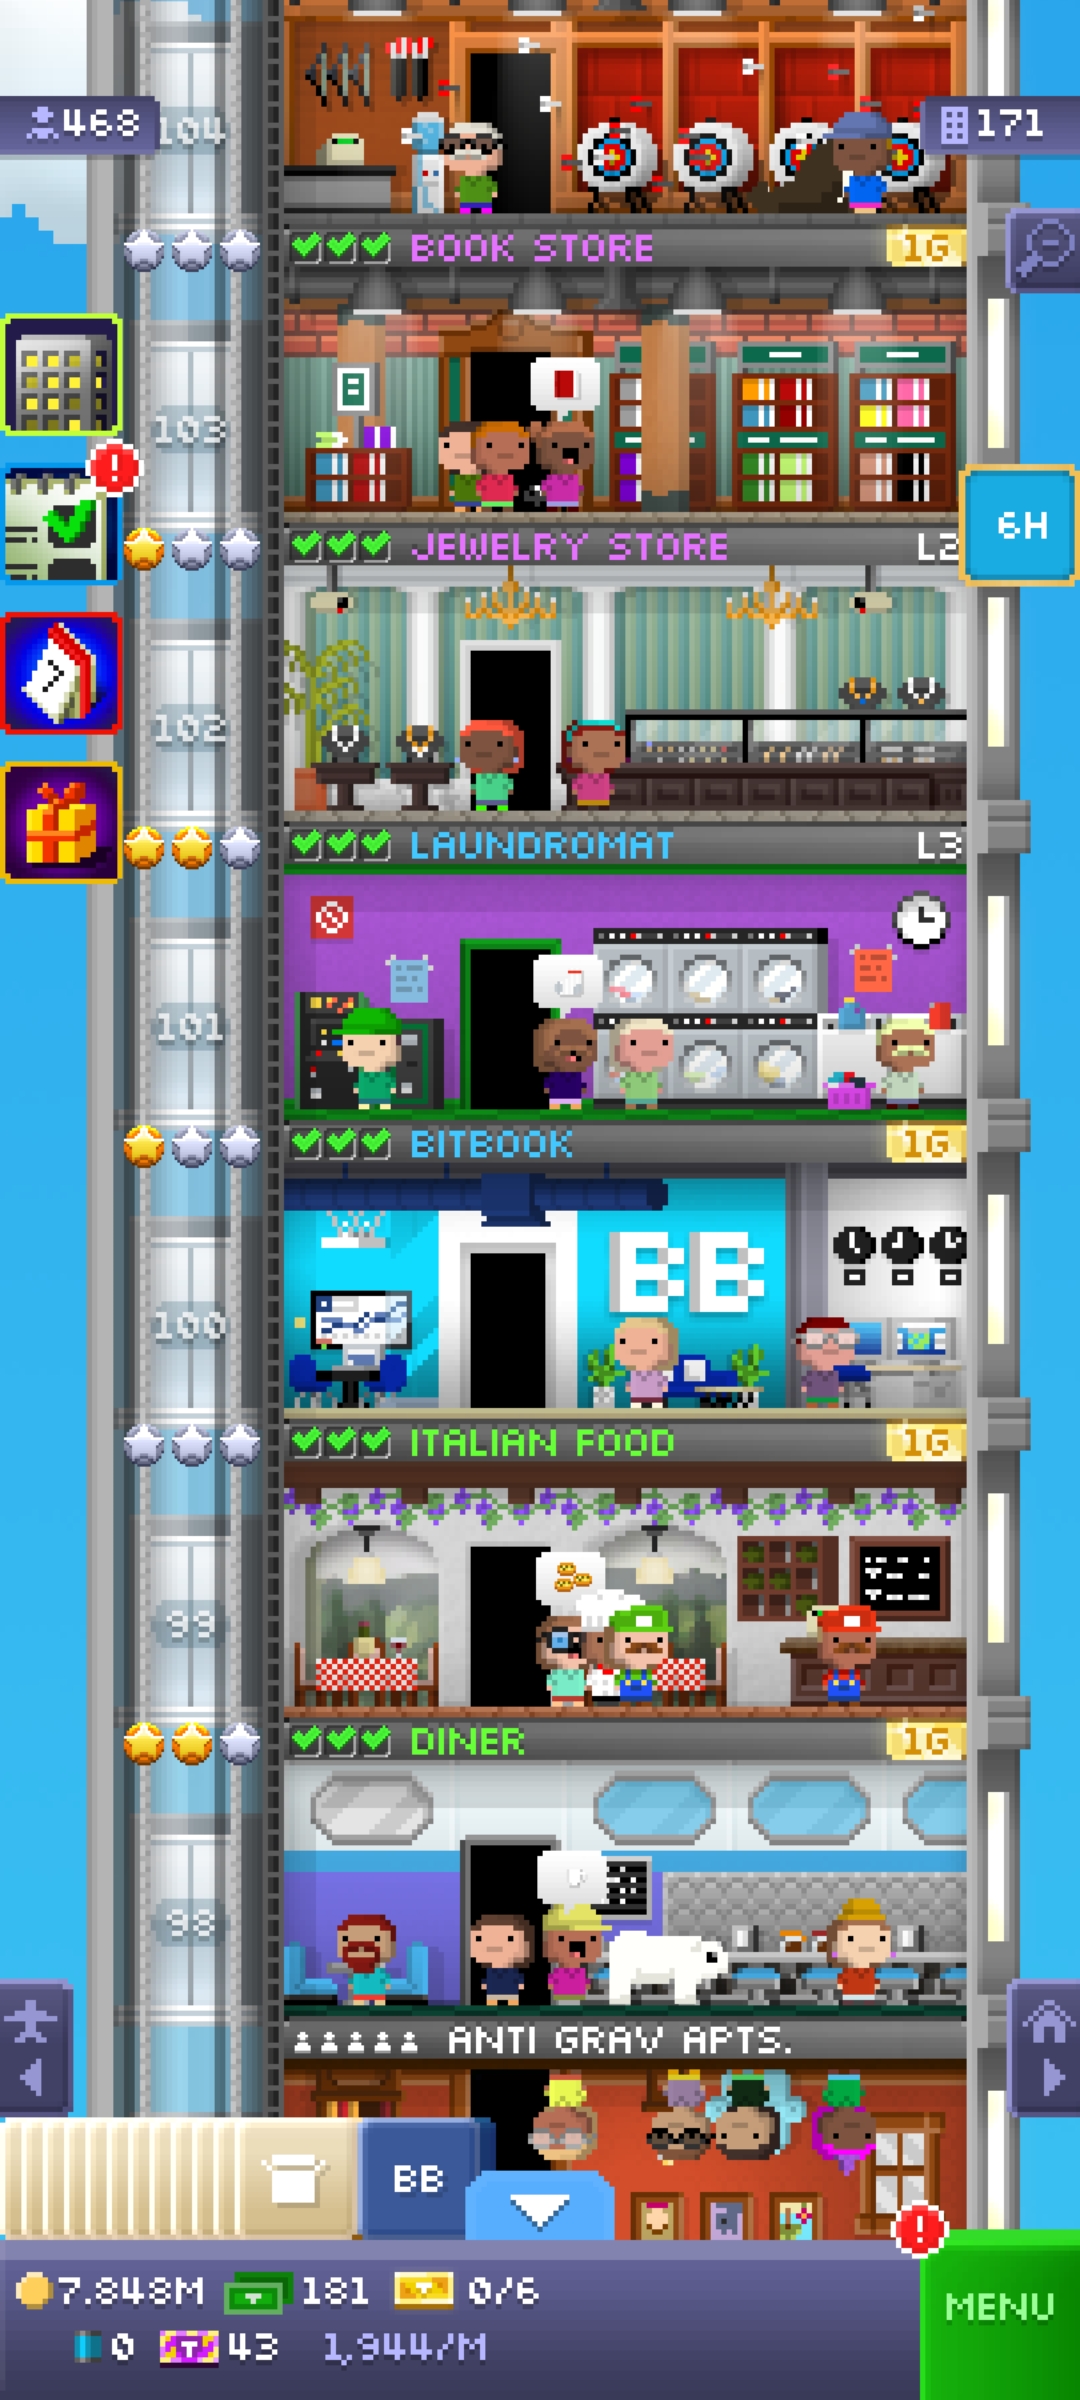 468
104
171
BOOK STORE 1G
103
JEWELRY STORE L2
6H
7
102
LAUNDROMAT L3
101
BITBOOK 1G
BB
100
ITALIAN FOOD 1G
99
DINER 1G
98
ANTI GRAV APTS.
BB
7.848M 181 0/6
MENU
0 43 1,944/M